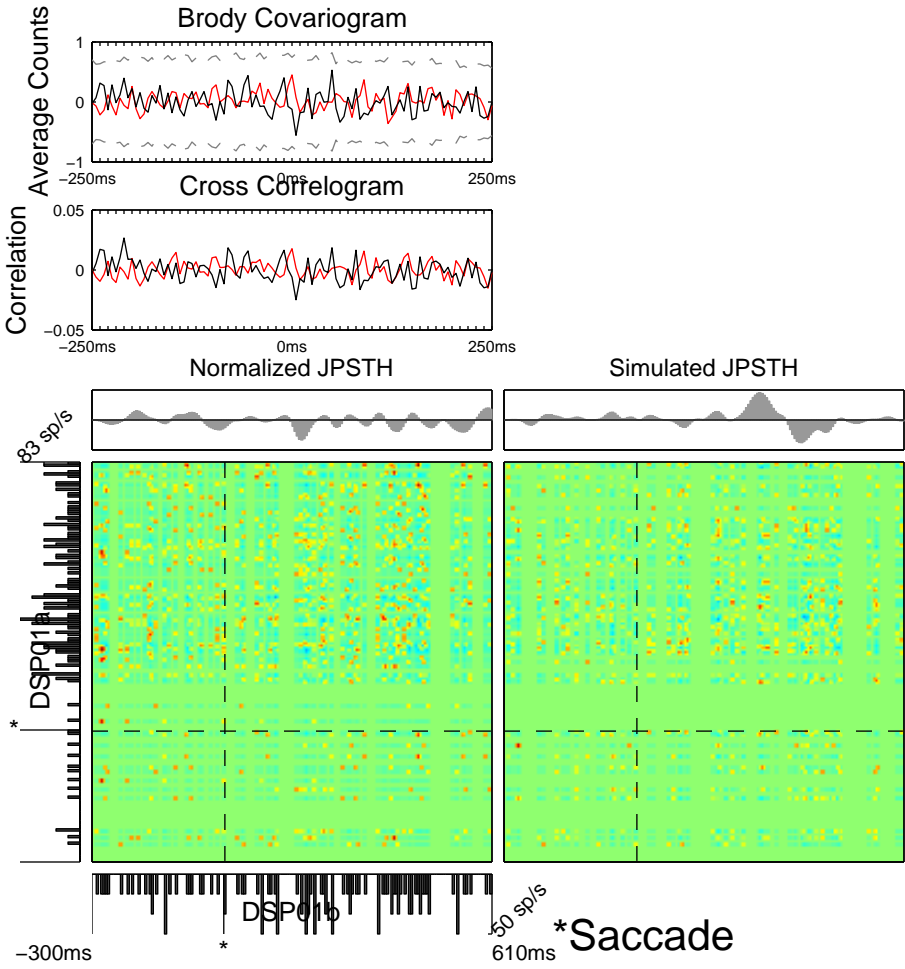 Brody Covariogram
Average Counts
1
0
−1
−250ms
0ms
250ms
Cross Correlogram
Correlation
0.05
0
−0.05
−250ms
0ms
250ms
Normalized JPSTH
Simulated JPSTH
83 sp/s
DSP01a
*
DSP01b
50 sp/s
−300ms
*
610ms
*Saccade